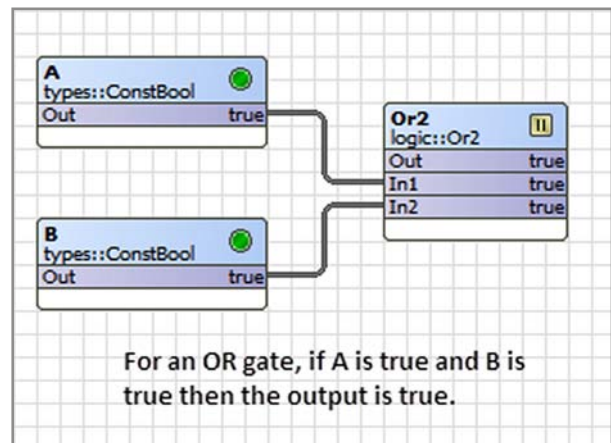 A
types::ConstBool
Out true
Or2
logic::Or2
Out true
In1 true
In2 true
B
types::ConstBool
Out true
For an OR gate, if A is true and B is
true then the output is true.